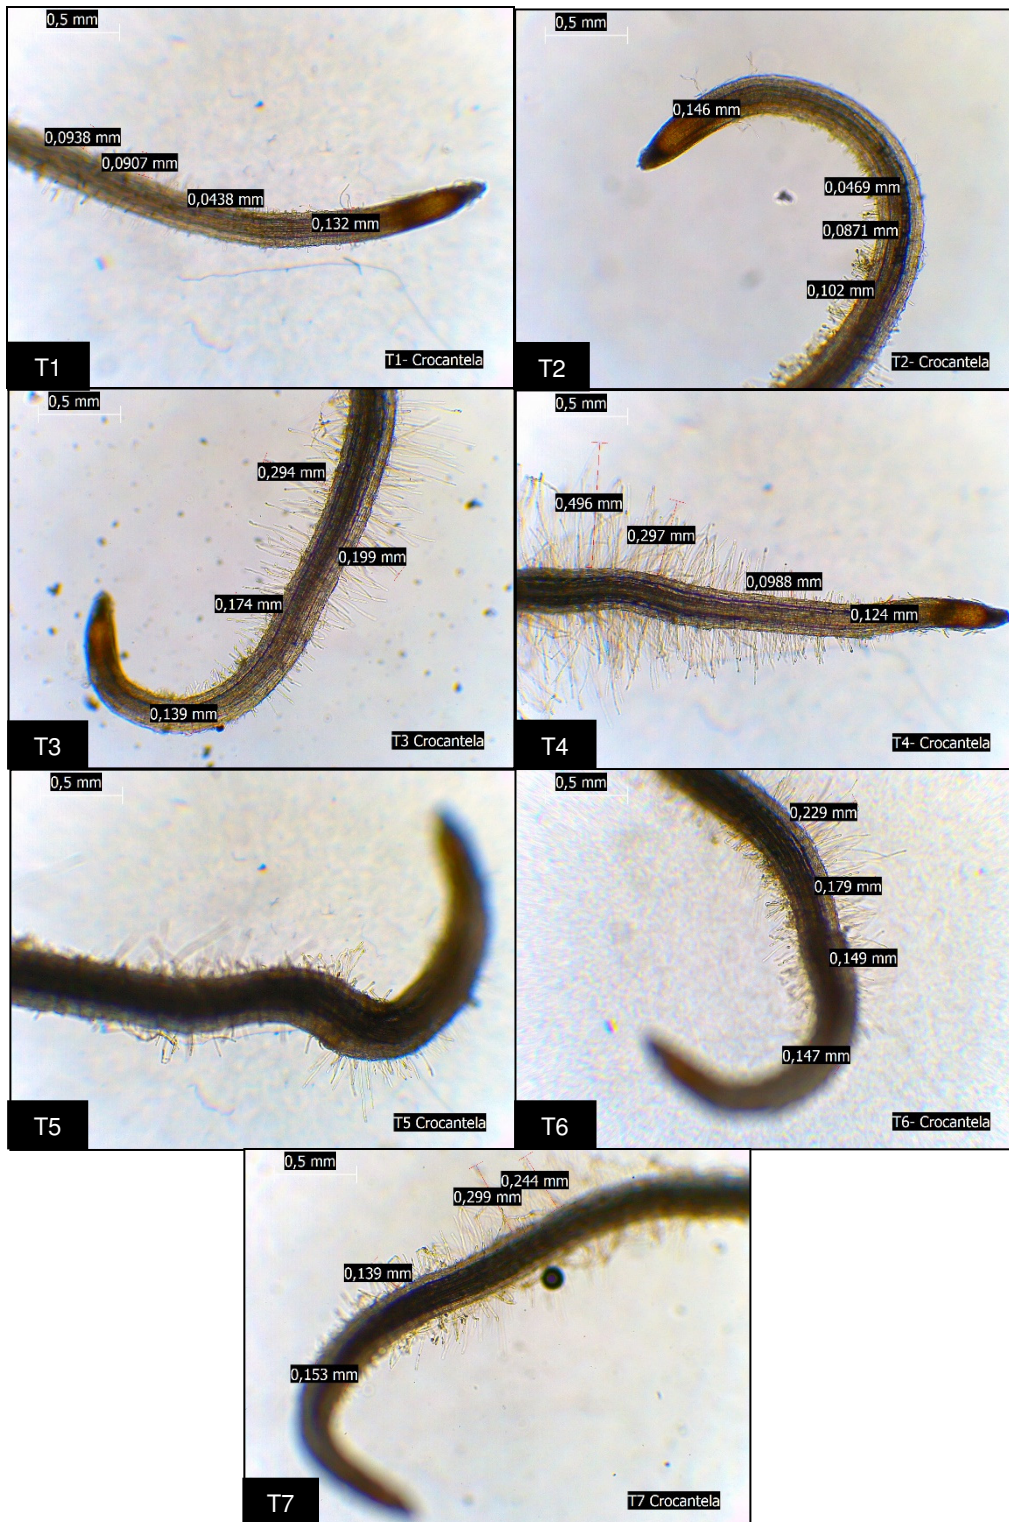 0,5 mm
0,0938 mm
0,0907 mm
0,0438 mm
0,132 mm
T1
T1- Crocantela
0,5 mm
0,146 mm
0,0469 mm
0,0871 mm
0,102 mm
T2
T2- Crocantela
0,5 mm
0,294 mm
0,199 mm
0,174 mm
0,139 mm
T3
T3 Crocantela
0,5 mm
0,496 mm
0,297 mm
0,0988 mm
0,124 mm
T4
T4- Crocantela
0,5 mm
T5
T5 Crocantela
0,5 mm
0,229 mm
0,179 mm
0,149 mm
0,147 mm
T6
T6- Crocantela
0,5 mm
0,244 mm
0,299 mm
0,139 mm
0,153 mm
T7
T7 Crocantela